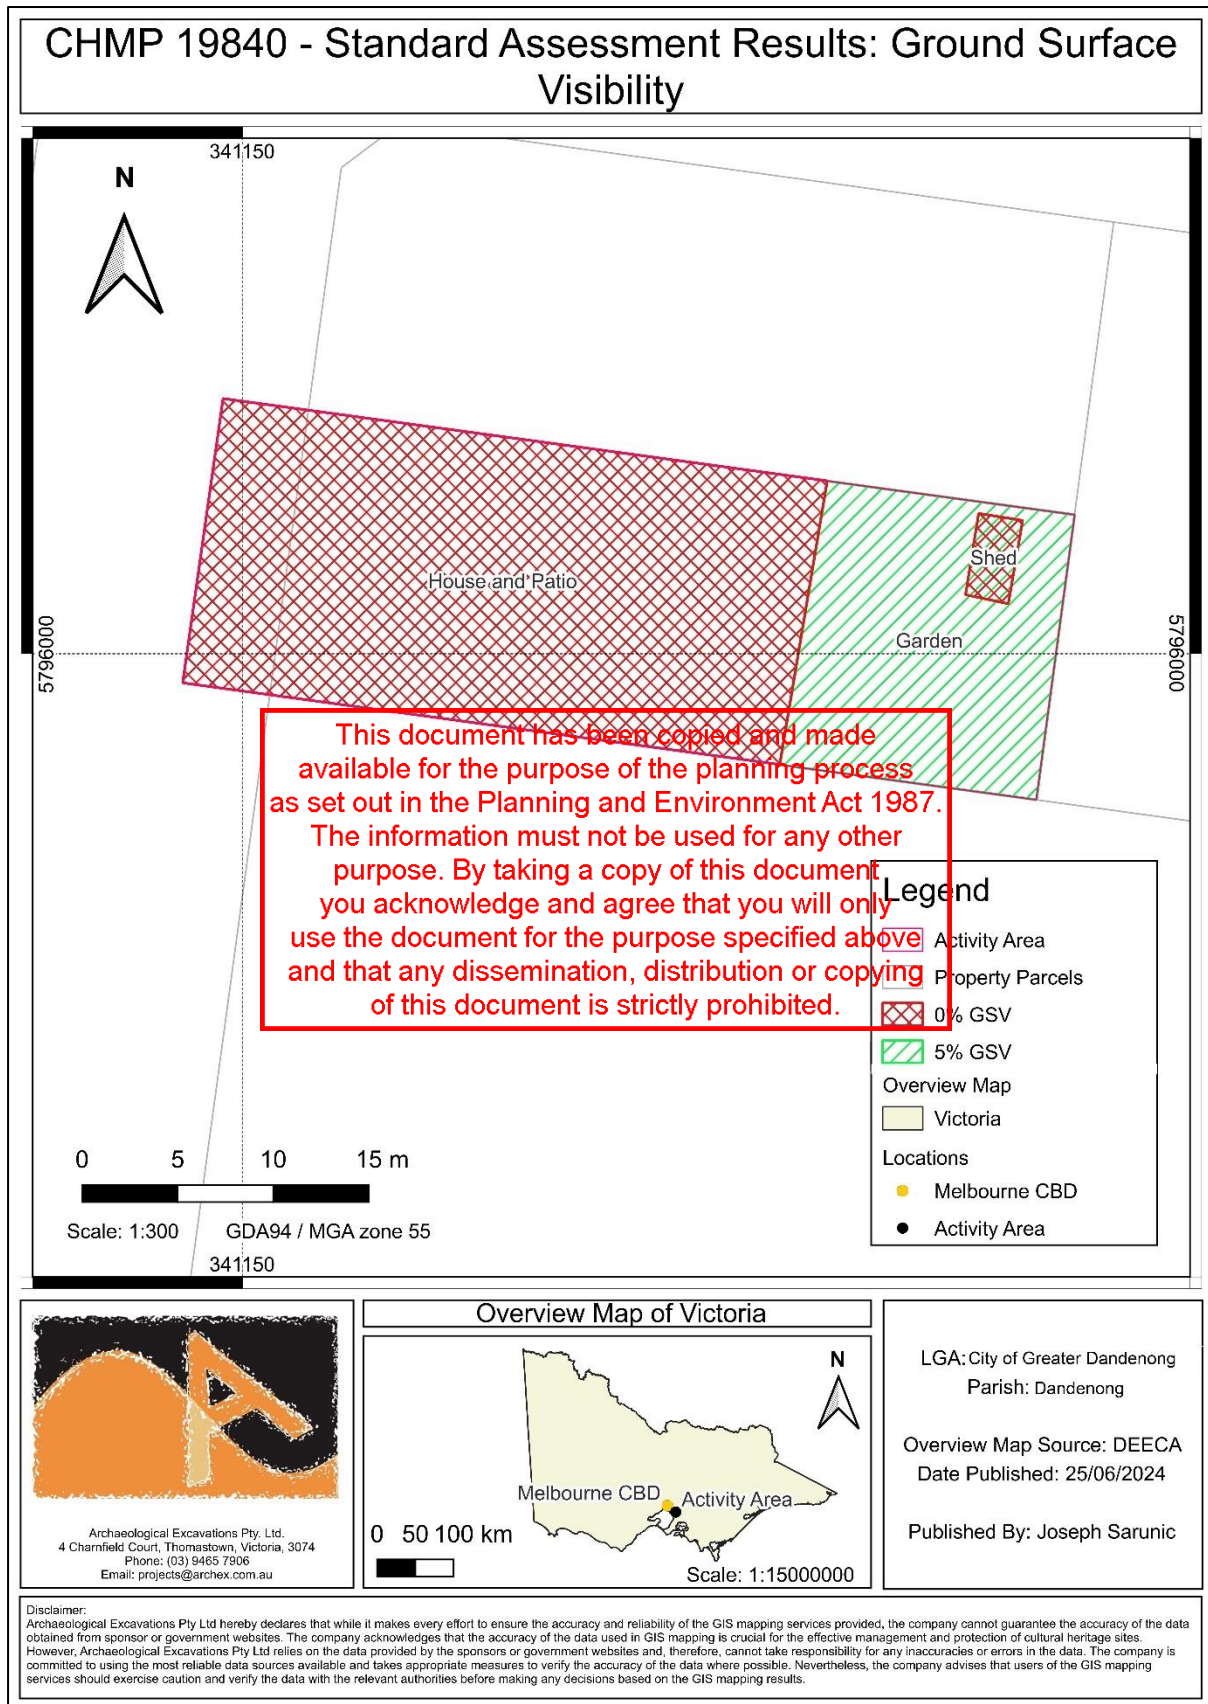 CHMP 19840 - Standard Assessment Results: Ground Surface
Visibility
341150
N
House and Patio
Shed
Garden
5796000
5796000
This document has been copied and made
available for the purpose of the planning process
as set out in the Planning and Environment Act 1987.
The information must not be used for any other
purpose. By taking a copy of this document
you acknowledge and agree that you will only
use the document for the purpose specified above
and that any dissemination, distribution or copying
of this document is strictly prohibited.
Legend
Activity Area
Property Parcels
0% GSV
5% GSV
Overview Map
Victoria
Locations
Melbourne CBD
Activity Area
0 5 10 15 m
Scale: 1:300 GDA94 / MGA zone 55
341150
Archaeological Excavations Pty. Ltd.
4 Charnfield Court, Thomastown, Victoria, 3074
Phone: (03) 9465 7906
Email: projects@archex.com.au
Overview Map of Victoria
N
Melbourne CBD Activity Area
0 50 100 km
Scale: 1:15000000
LGA: City of Greater Dandenong
Parish: Dandenong
Overview Map Source: DEECA
Date Published: 25/06/2024
Published By: Joseph Sarunic
Disclaimer:
Archaeological Excavations Pty Ltd hereby declares that while it makes every effort to ensure the accuracy and reliability of the GIS mapping services provided, the company cannot guarantee the accuracy of the data
obtained from sponsor or government websites. The company acknowledges that the accuracy of the data used in GIS mapping is crucial for the effective management and protection of cultural heritage sites.
However, Archaeological Excavations Pty Ltd relies on the data provided by the sponsors or government websites and, therefore, cannot take responsibility for any inaccuracies or errors in the data. The company is
committed to using the most reliable data sources available and takes appropriate measures to verify the accuracy of the data where possible. Nevertheless, the company advises that users of the GIS mapping
services should exercise caution and verify the data with the relevant authorities before making any decisions based on the GIS mapping results.